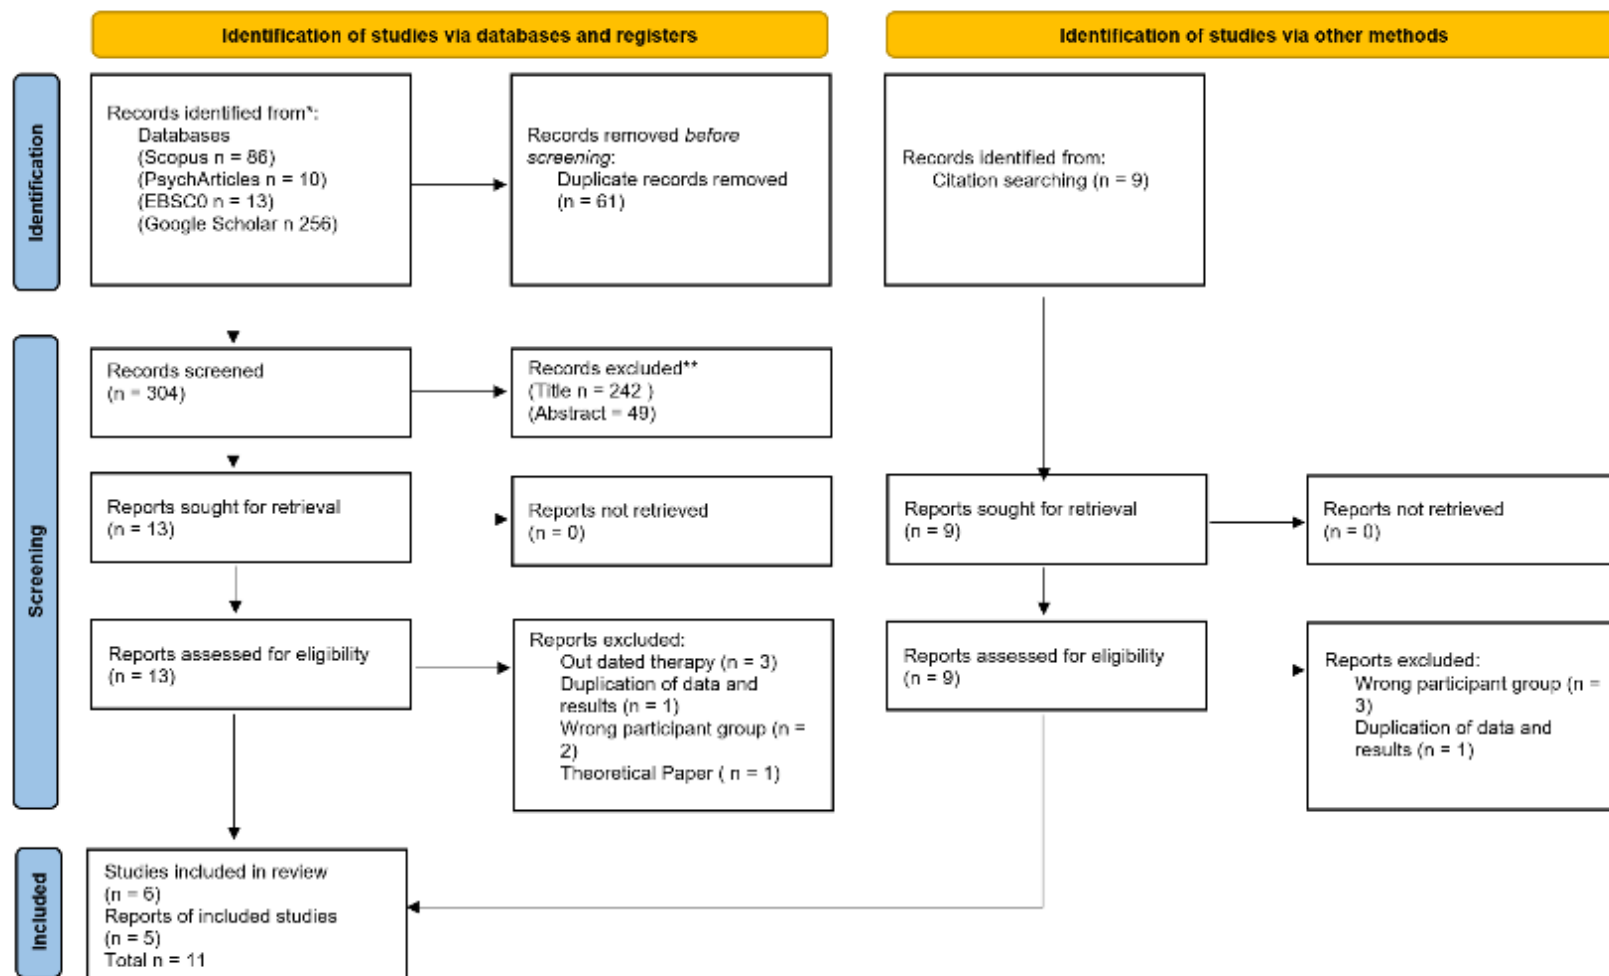 Identification of studies via databases and registers
Identification of studies via other methods
Identification
Records identified from*:
Databases
(Scopus n = 86)
(PsychArticles n = 10)
(EBSC0 n = 13)
(Google Scholar n 256)
Records removed before
screening:
Duplicate records removed
(n = 61)
Records identified from:
Citation searching (n = 9)
Screening
Records screened
(n = 304)
Records excluded**
(Title n = 242 )
(Abstract = 49)
Reports sought for retrieval
(n = 13)
Reports not retrieved
(n = 0)
Reports sought for retrieval
(n = 9)
Reports not retrieved
(n = 0)
Reports assessed for eligibility
(n = 13)
Reports excluded:
Out dated therapy (n = 3)
Duplication of data and
results (n = 1)
Wrong participant group (n =
2)
Theoretical Paper ( n = 1)
Reports assessed for eligibility
(n = 9)
Reports excluded:
Wrong participant group (n =
3)
Duplication of data and
results (n = 1)
Included
Studies included in review
(n = 6)
Reports of included studies
(n = 5)
Total n = 11